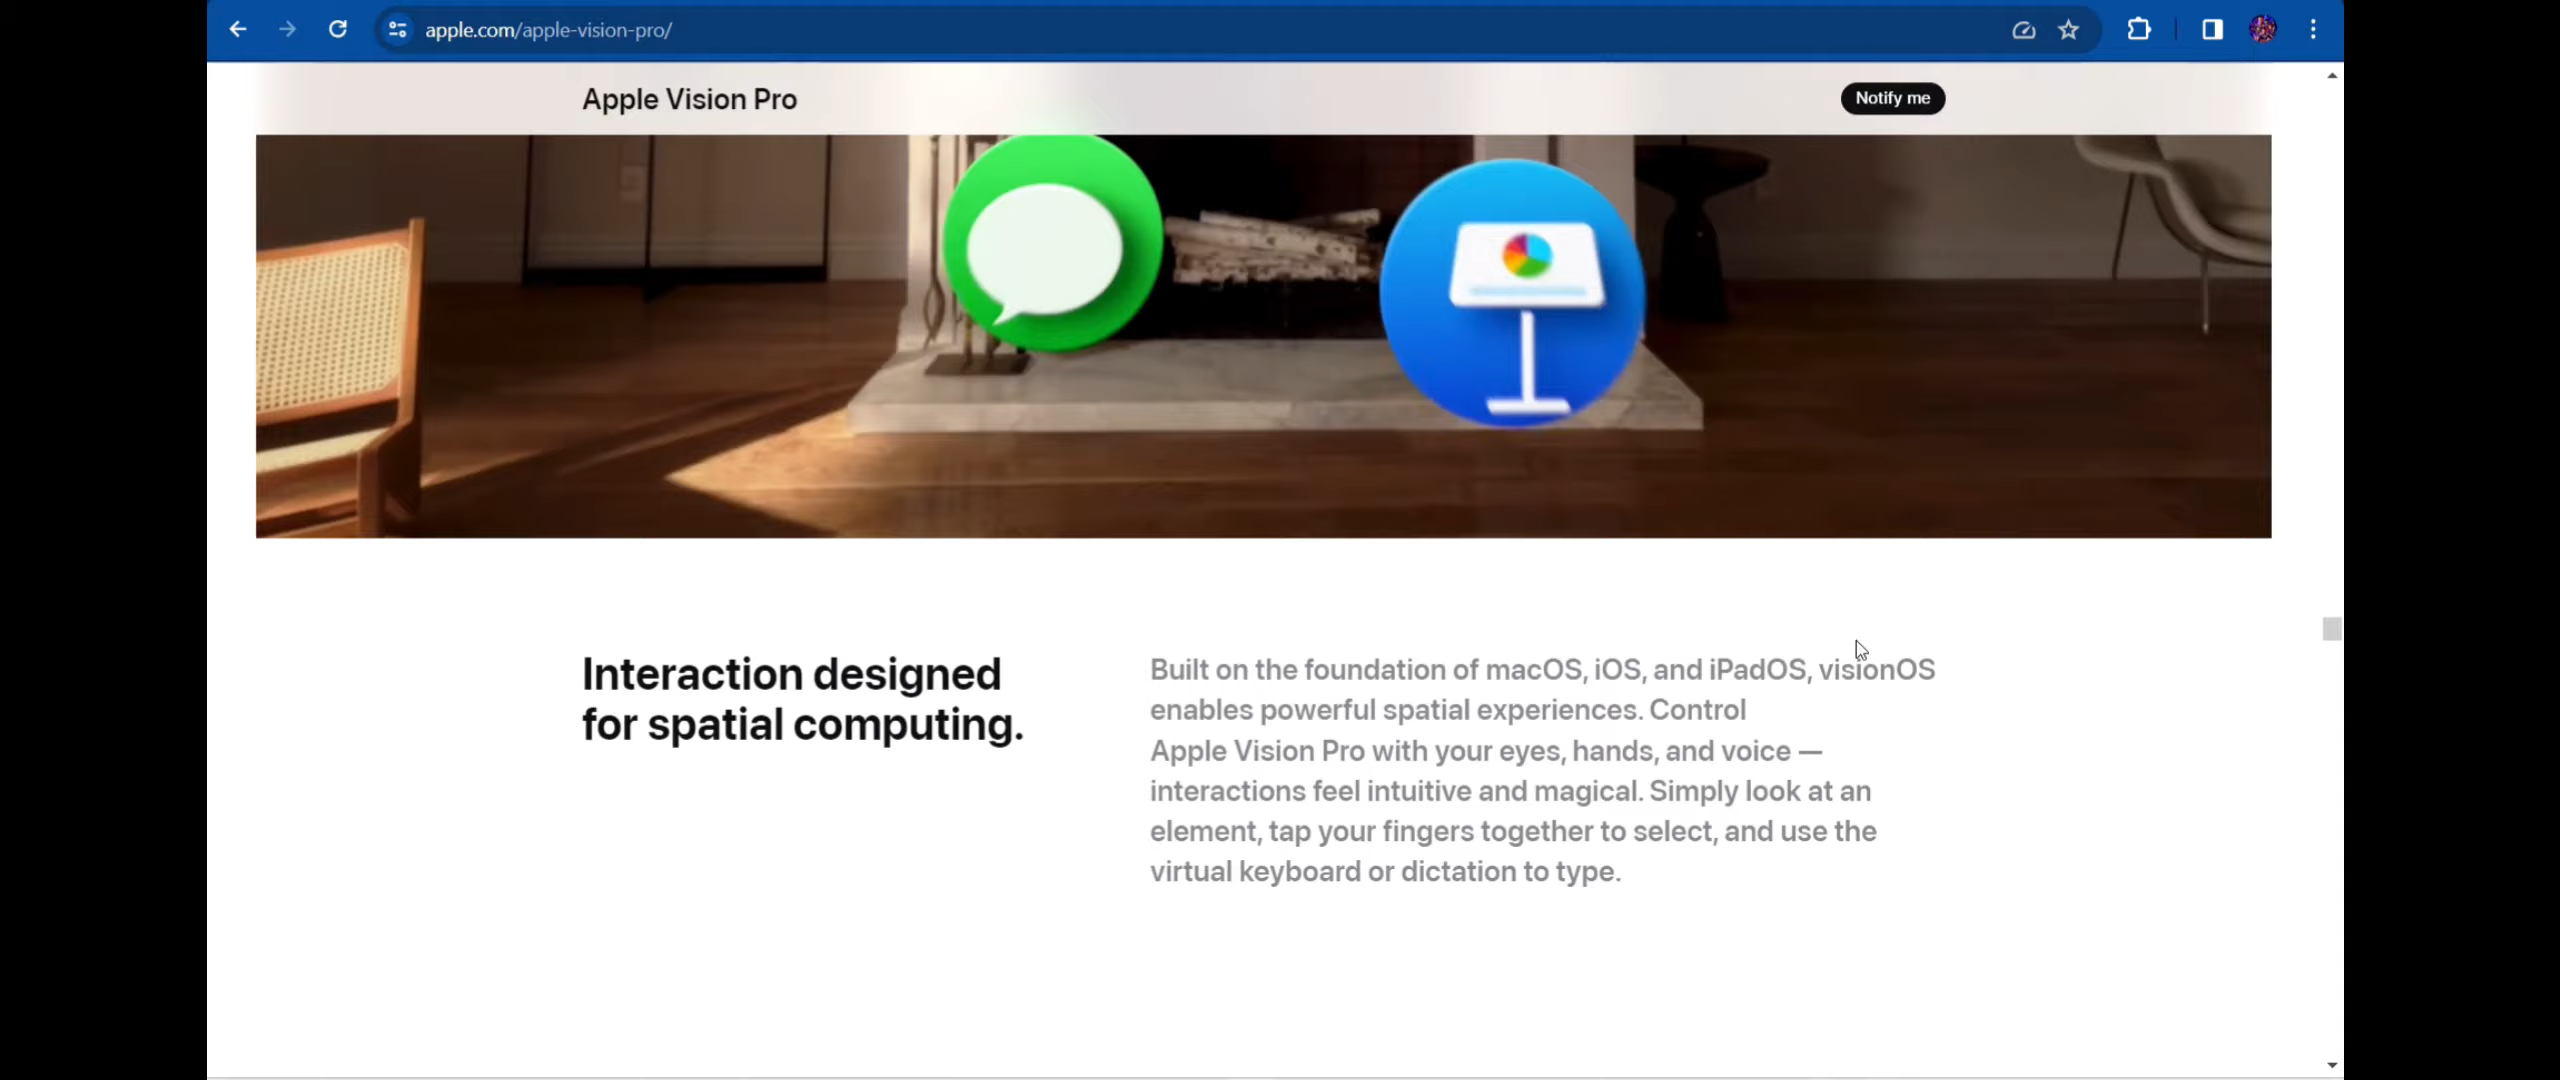 apple.com/apple-vision-pro/
Apple Vision Pro
Notify me
Interaction designed
for spatial computing.
Built on the foundation of macOS, iOS, and iPadOS, visionOS
enables powerful spatial experiences. Control
Apple Vision Pro with your eyes, hands, and voice —
interactions feel intuitive and magical. Simply look at an
element, tap your fingers together to select, and use the
virtual keyboard or dictation to type.